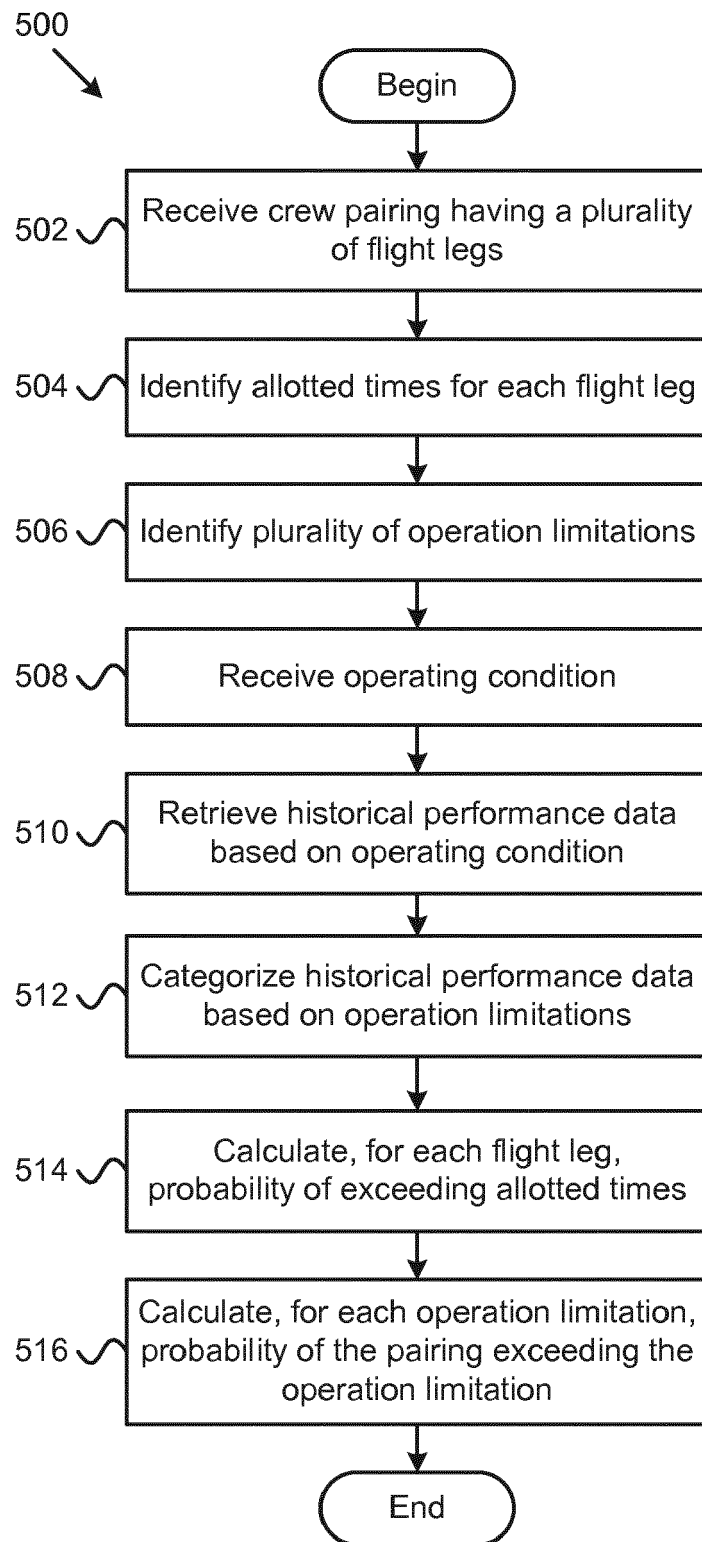 500
Begin
502
Receive crew pairing having a plurality
of flight legs
504
Identify allotted times for each flight leg
506
Identify plurality of operation limitations
508
Receive operating condition
510
Retrieve historical performance data
based on operating condition
512
Categorize historical performance data
based on operation limitations
514
Calculate, for each flight leg,
probability of exceeding allotted times
516
Calculate, for each operation limitation,
probability of the pairing exceeding the
operation limitation
End